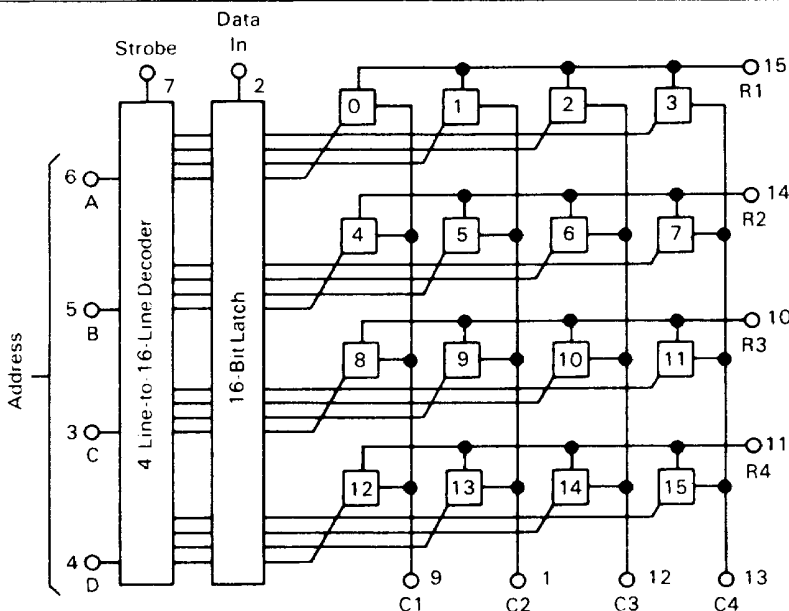 Strobe
Data
In
7
2
0
1
2
3
15
R1
6
A
14
R2
4
5
6
7
5
B
10
R3
8
9
10
11
3
C
11
R4
12
13
14
15
4
D
Address
4 Line-to-16-Line Decoder
16-Bit Latch
9
1
12
13
C1
C2
C3
C4